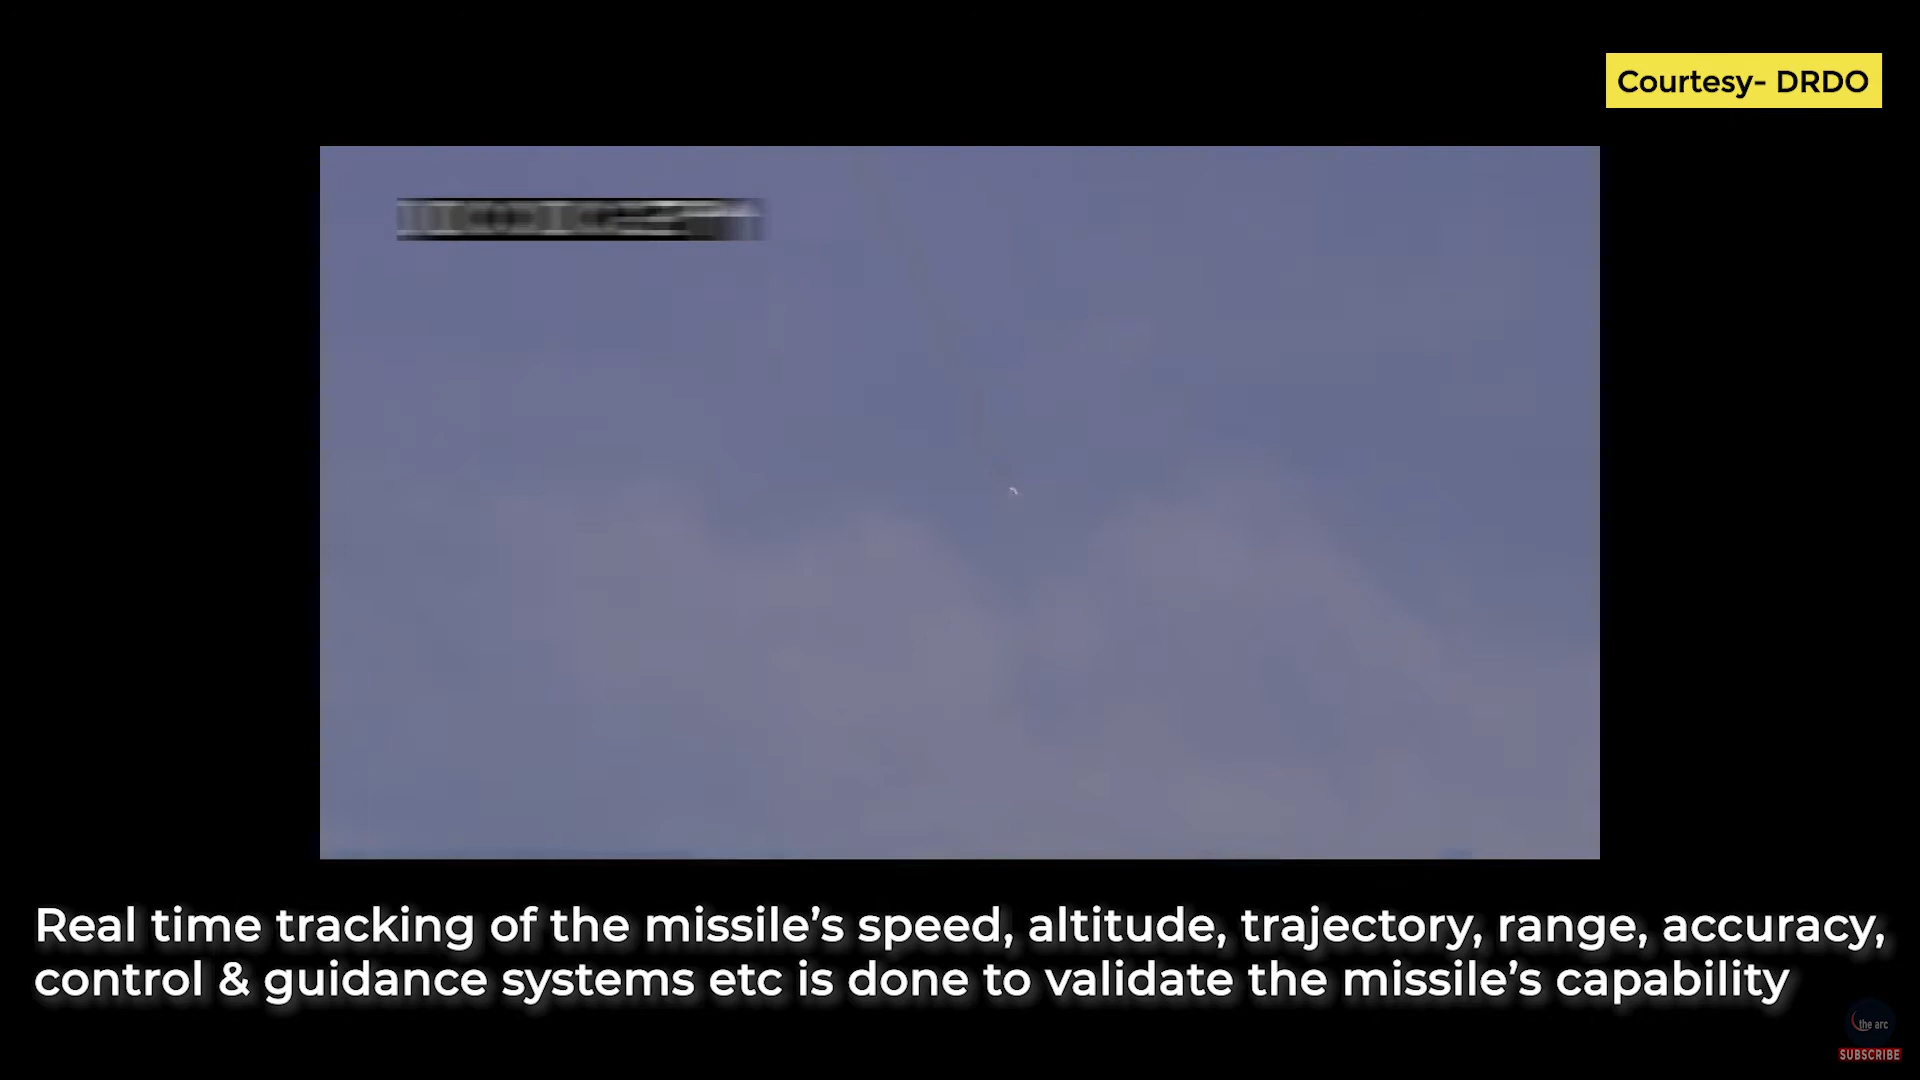 Courtesy- DRDO
Real time tracking of the missile’s speed, altitude, trajectory, range, accuracy,
control & guidance systems etc is done to validate the missile’s capability
the arc
SUBSCRIBE